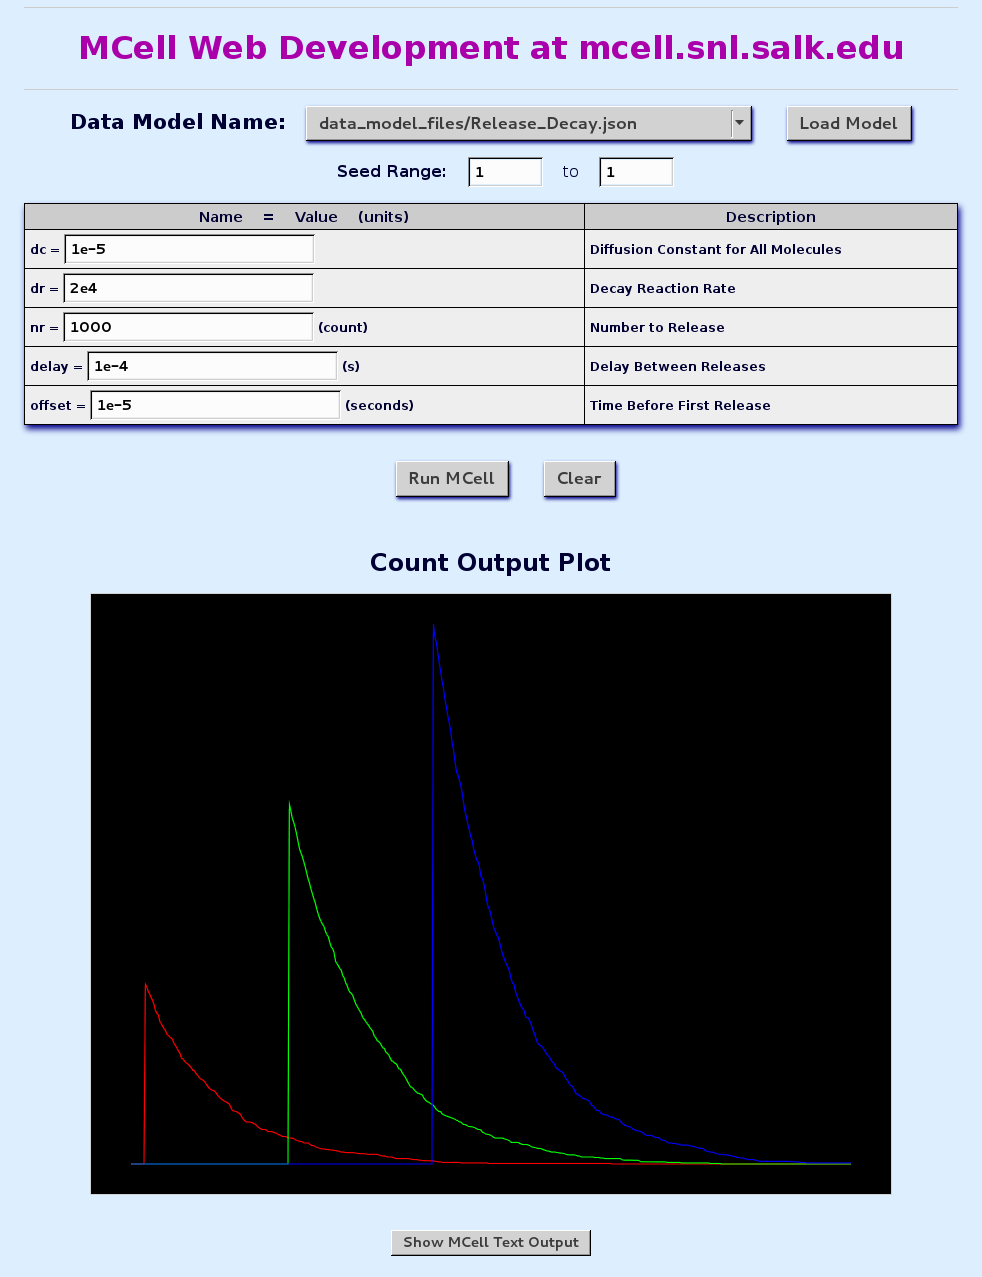 MCell Web Development at mcell.snl.salk.edu
Data Model Name: data_model_files/Release_Decay.json Load Model
Seed Range: 1 to 1
Name = Value (units) Description
dc = 1e-5 Diffusion Constant for All Molecules
dr = 2e4 Decay Reaction Rate
nr = 1000 (count) Number to Release
delay = 1e-4 (s) Delay Between Releases
offset = 1e-5 (seconds) Time Before First Release
Run MCell Clear
Count Output Plot
Show MCell Text Output